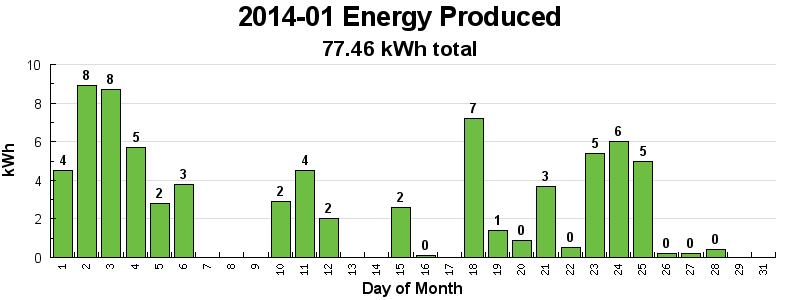 2014-01 Energy Produced
77.46 kWh total
kWh
10
8
6
4
2
0
4 8 8 5 2 3 2 4 2 2 0 7 1 0 3 0 5 6 5 0 0 0
1 2 3 4 5 6 7 8 9 10 11 12 13 14 15 16 17 18 19 20 21 22 23 24 25 26 27 28 29 31
Day of Month